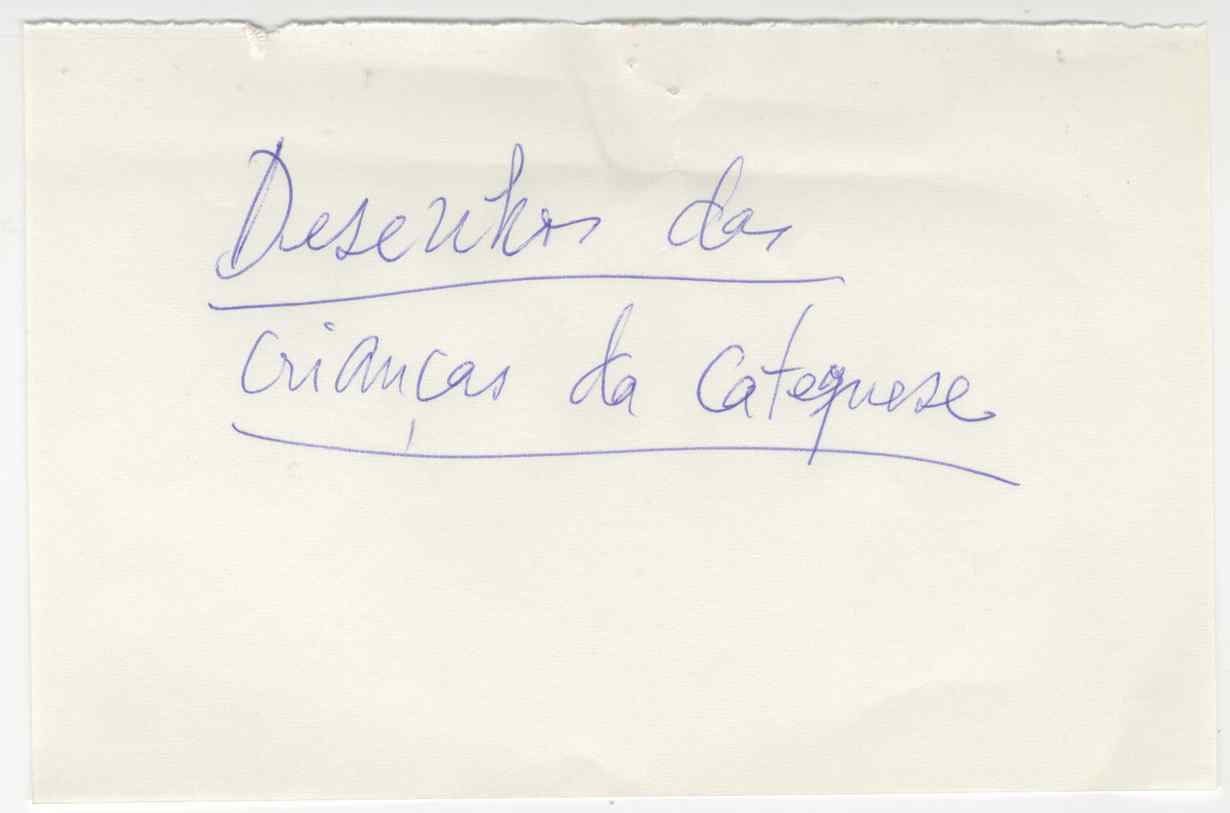 Desenhos das
crianças da Catequese